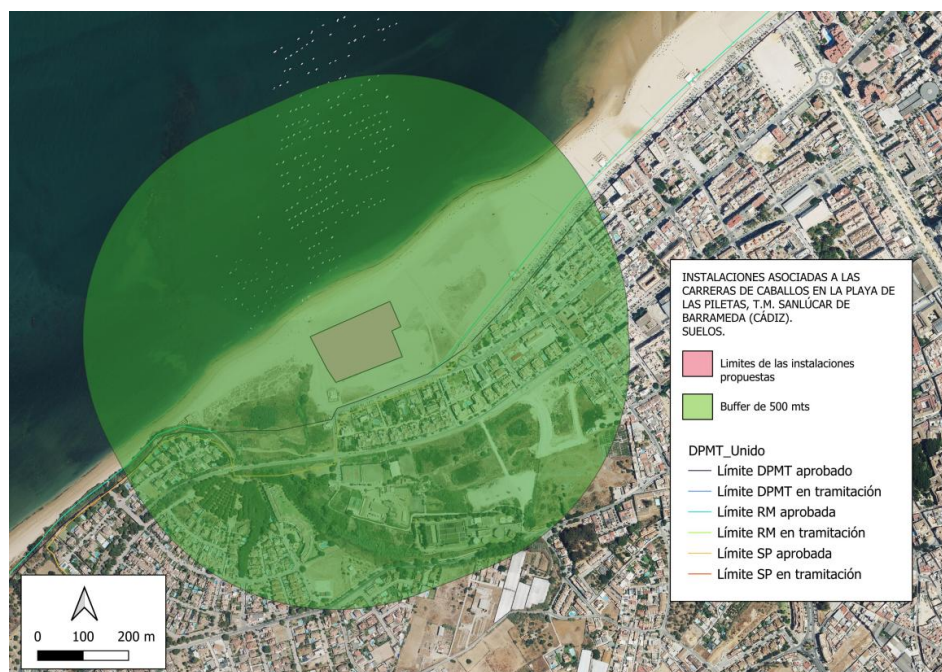 INSTALACIONES ASOCIADAS A LAS
CARRERAS DE CABALLOS EN LA PLAYA DE
LAS PILETAS, T.M. SANLÚCAR DE
BARRAMEDA (CÁDIZ).
SUELOS.
Limites de las instalaciones
propuestas
Buffer de 500 mts
DPMT_Unido
Límite DPMT aprobado
Límite DPMT en tramitación
Límite RM aprobada
Límite RM en tramitación
Límite SP aprobada
Límite SP en tramitación
0 100 200 m